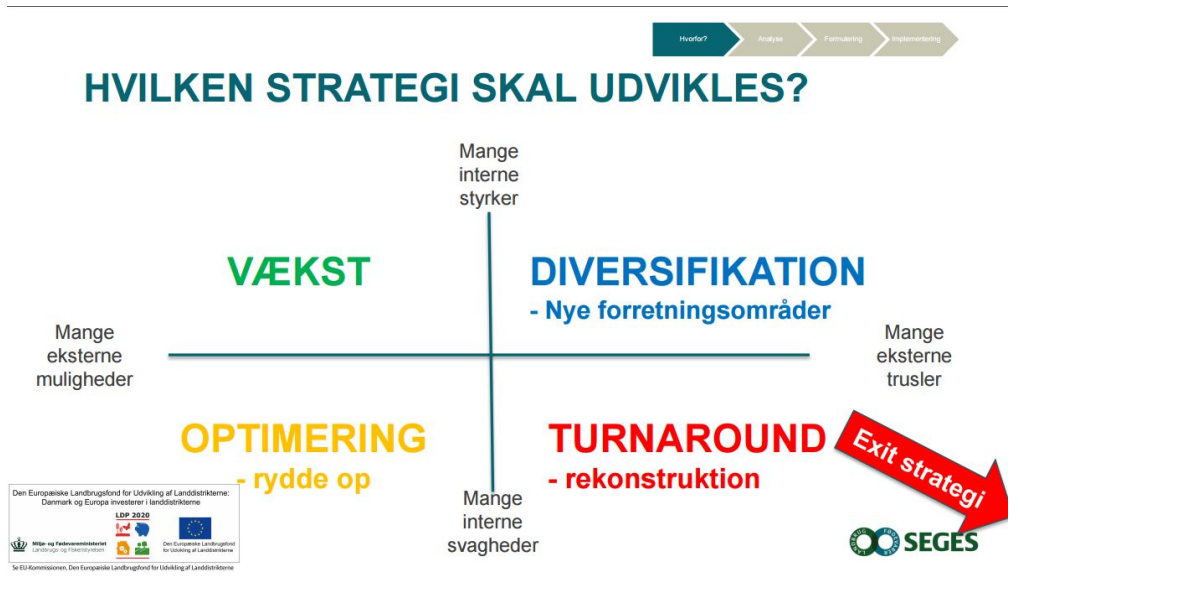 Hvorfor?
Analyse
Formulering
Implementering
HVILKEN STRATEGI SKAL UDVIKLES?
Mange
interne
styrker
VÆKST
DIVERSIFIKATION
- Nye forretningsområder
Mange
eksterne
muligheder
Mange
eksterne
trusler
OPTIMERING
- rydde op
TURNAROUND
- rekonstruktion
Exit strategi
Mange
interne
svagheder
Den Europæiske Landbrugsfond for Udvikling af Landdistrikterne:
Danmark og Europa investerer i landdistrikterne
LDP 2020
Miljø- og Fødevareministeriet
Landbrugs- og Fiskeristyrelsen
Den Europæiske Landbrugsfond
for Udvikling af Landdistrikterne
Se EU-Kommissionen, Den Europæiske Landbrugsfond for Udvikling af Landdistrikterne
SEGES